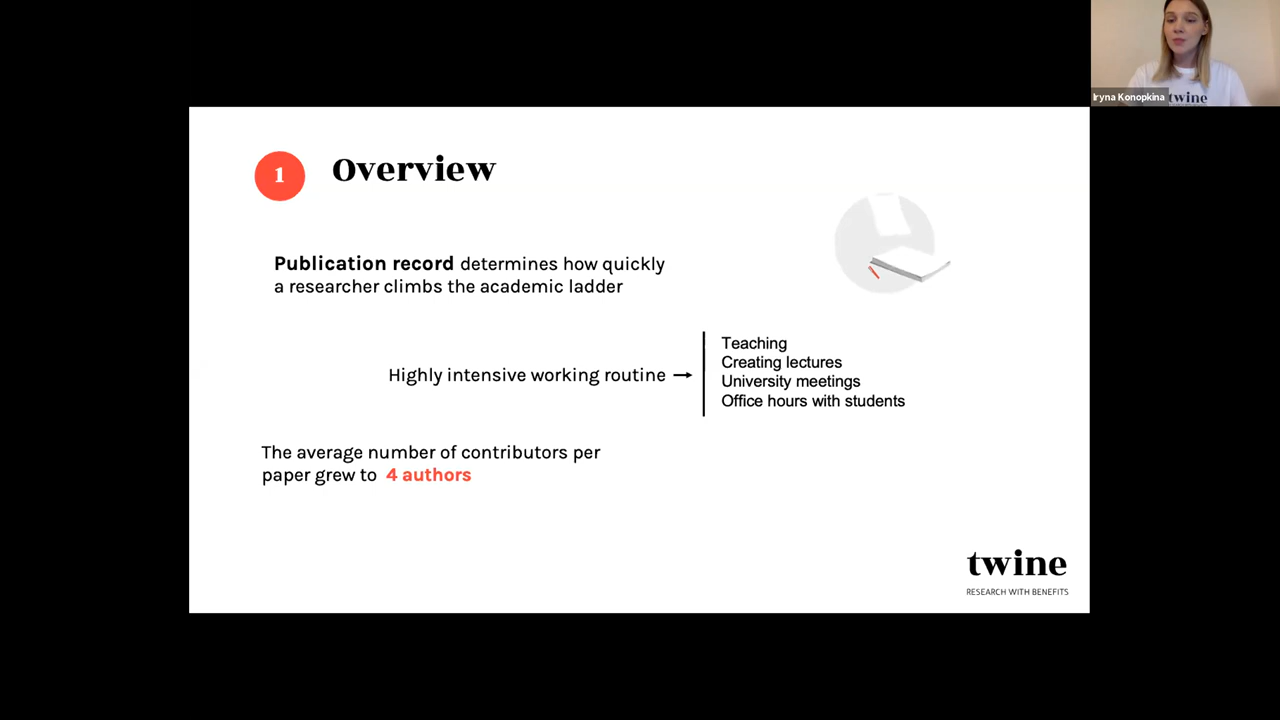 Iryna Konopkina
twine
1
Overview
Publication record determines how quickly
a researcher climbs the academic ladder
Highly intensive working routine →
Teaching
Creating lectures
University meetings
Office hours with students
The average number of contributors per
paper grew to 4 authors
twine
RESEARCH WITH BENEFITS